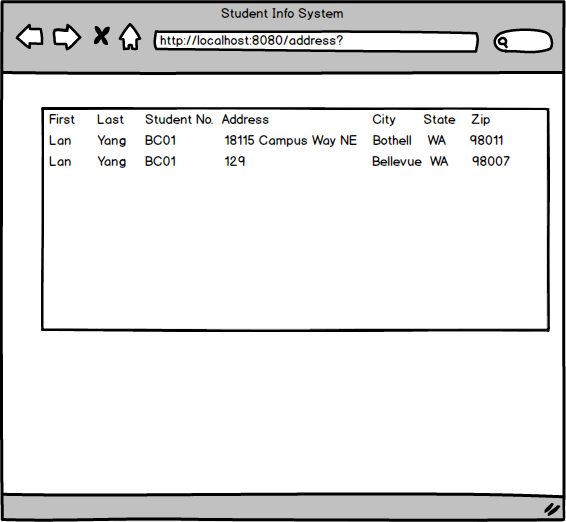 Student Info System
http://localhost:8080/address?
First Last Student No. Address City State Zip
Lan Yang BC01 18115 Campus Way NE Bothell WA 98011
Lan Yang BC01 129 Bellevue WA 98007